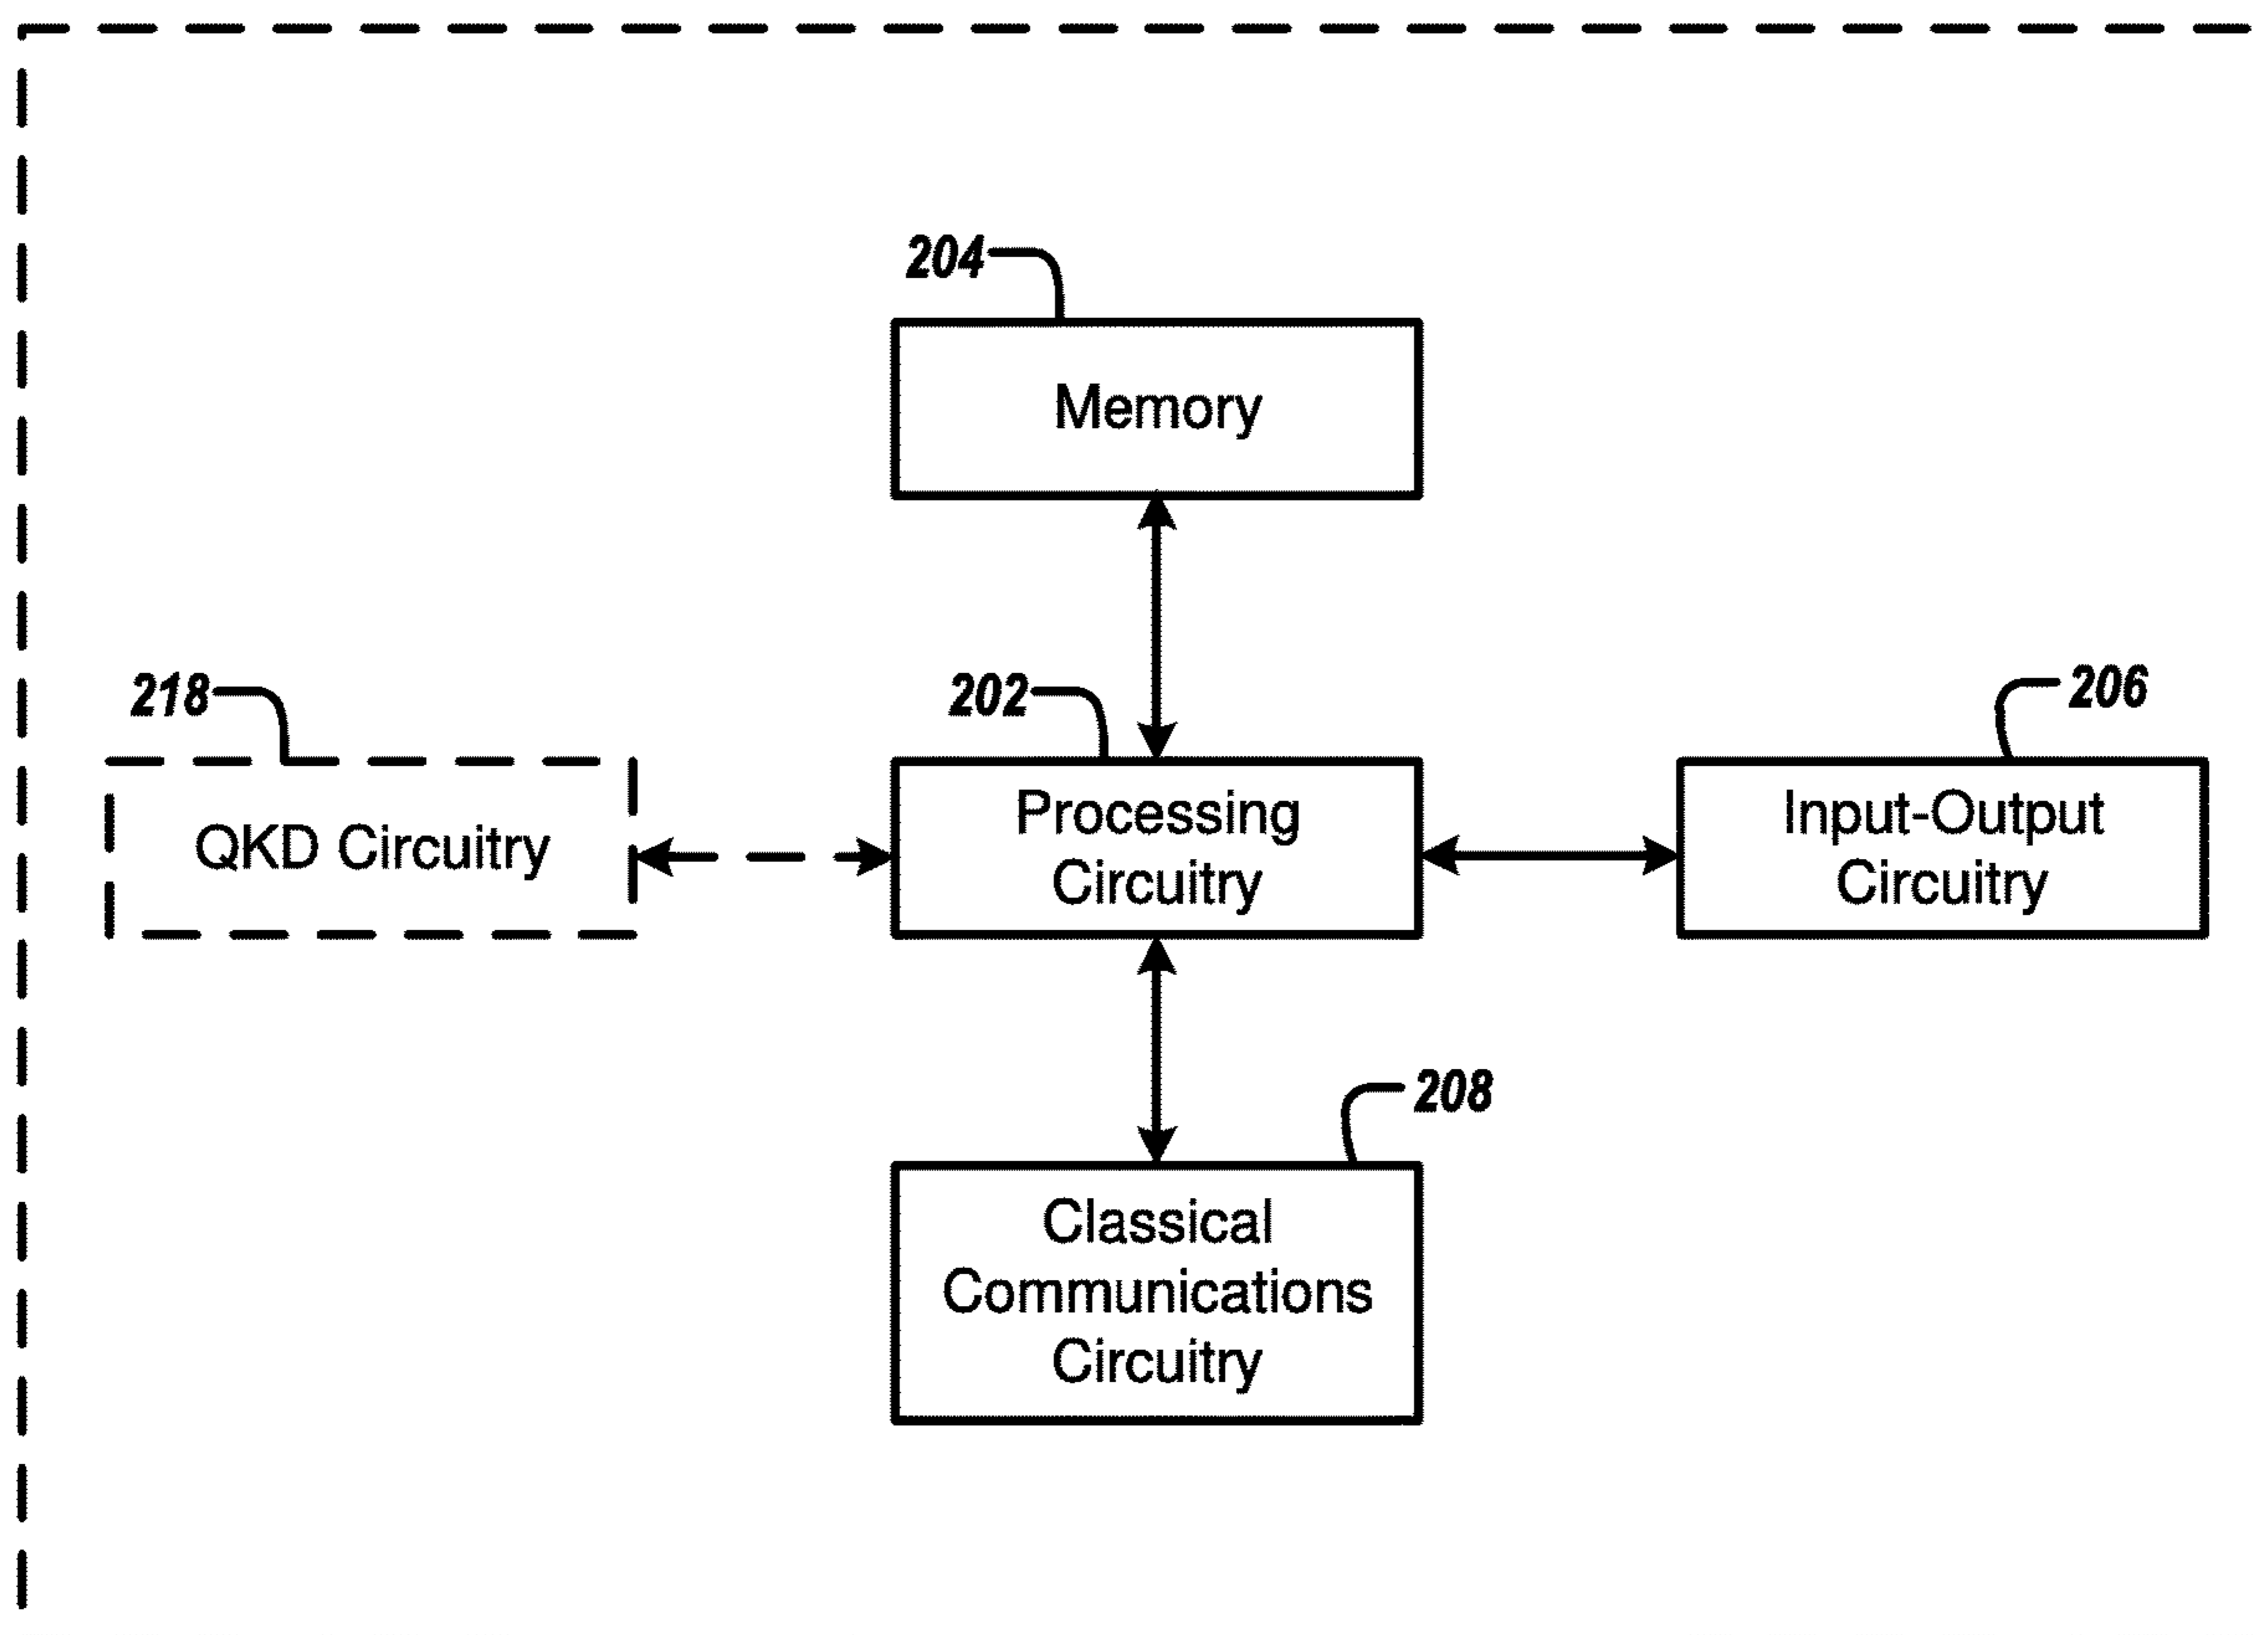 204
Memory
218
202
206
QKD Circuitry
Processing
Circuitry
Input-Output
Circuitry
208
Classical
Communications
Circuitry